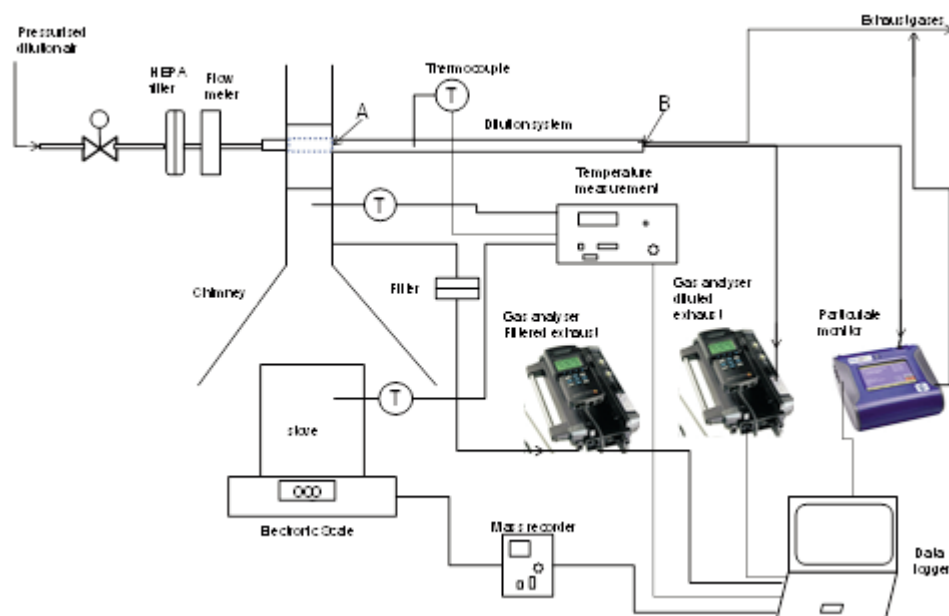 Pressurised
dilution air
HEPA
filter
Flow
meter
Thermocouple
T
A
B
Exhaust gases
Dilution system
Temperature
measurement
T
Chimney
Filter
Gas analyser
Filtered exhaust
Gas analyser
diluted
exhaust
Particulate
monitor
T
stove
Electronic Scale
Mass recorder
Data
logger